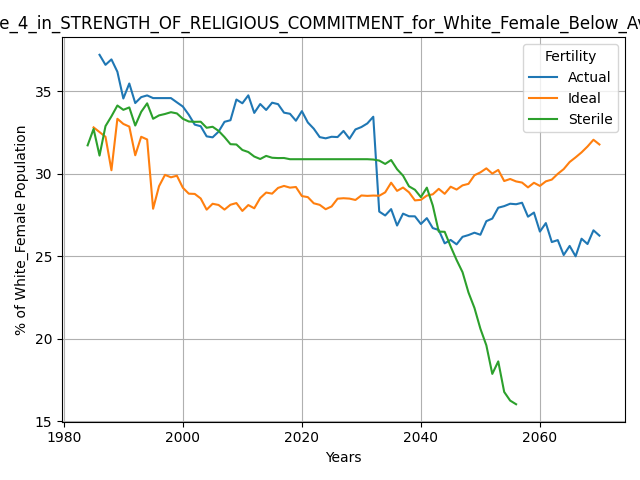 e_4_in_STRENGTH_OF_RELIGIOUS_COMMITMENT_for_White_Female_Below_Av
Fertility
Actual
Ideal
Sterile
% of White_Female Population
35
30
25
20
15
1980
2000
2020
2040
2060
Years